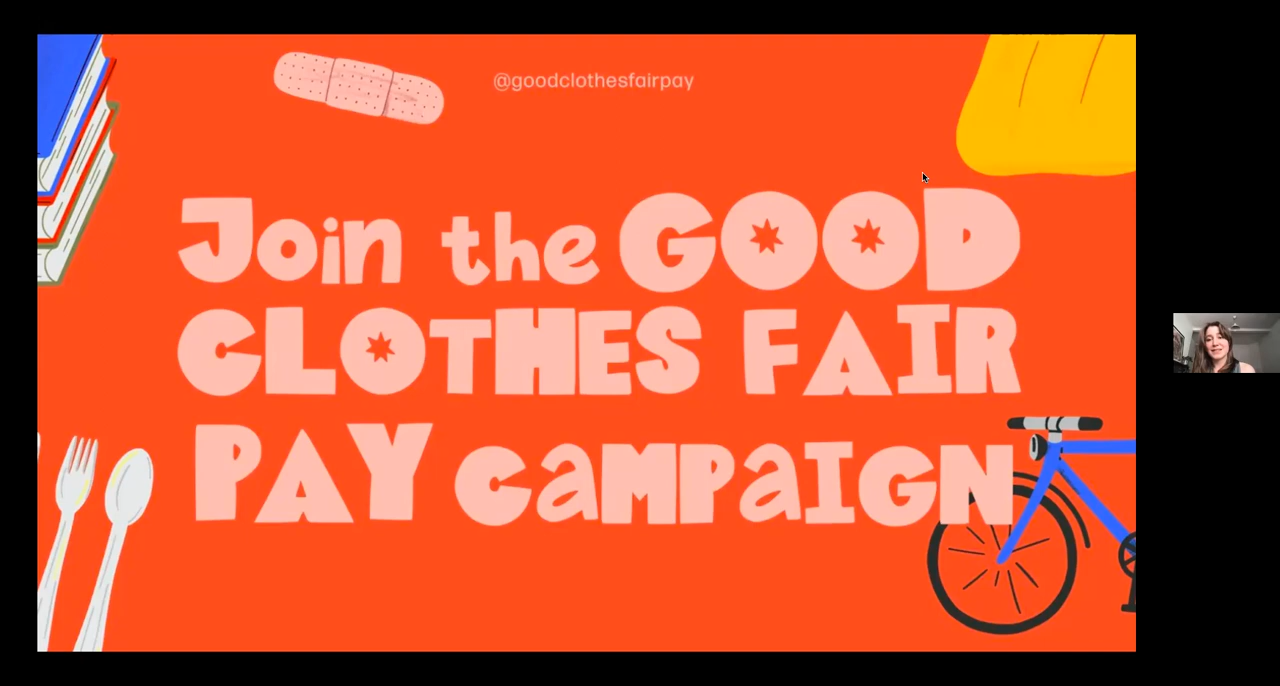 @goodclothesfairpay
Join the GOOD
CLOTHES FAIR
PAY CAMPAIGN